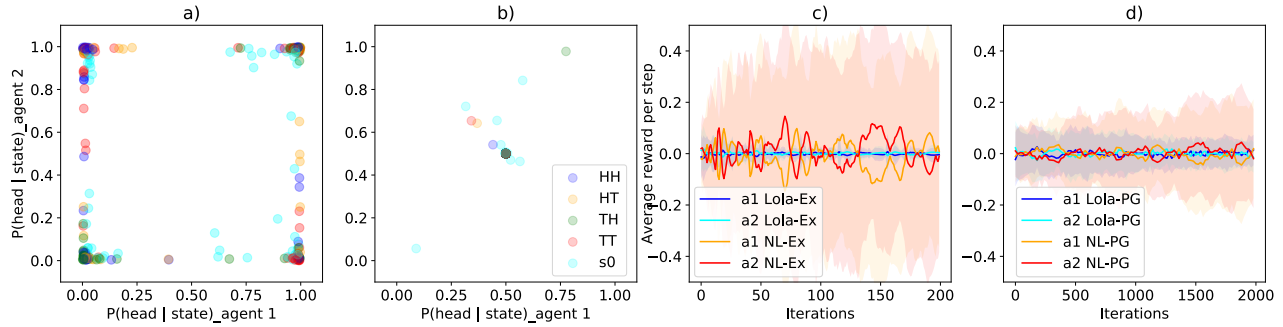 a)
P(head | state)_agent 2
1.0
0.8
0.6
0.4
0.2
0.0
0.00 0.25 0.50 0.75 1.00
P(head | state)_agent 1
b)
1.0
0.8
0.6
0.4
0.2
0.0
HH
HT
TH
TT
s0
0.00 0.25 0.50 0.75 1.00
P(head | state)_agent 1
c)
Average reward per step
0.4
0.2
0.0
−0.2
−0.4
a1 Lola-Ex
a2 Lola-Ex
a1 NL-Ex
a2 NL-Ex
0 50 100 150 200
Iterations
d)
0.4
0.2
0.0
−0.2
−0.4
a1 Lola-PG
a2 Lola-PG
a1 NL-PG
a2 NL-PG
0 500 1000 1500 2000
Iterations